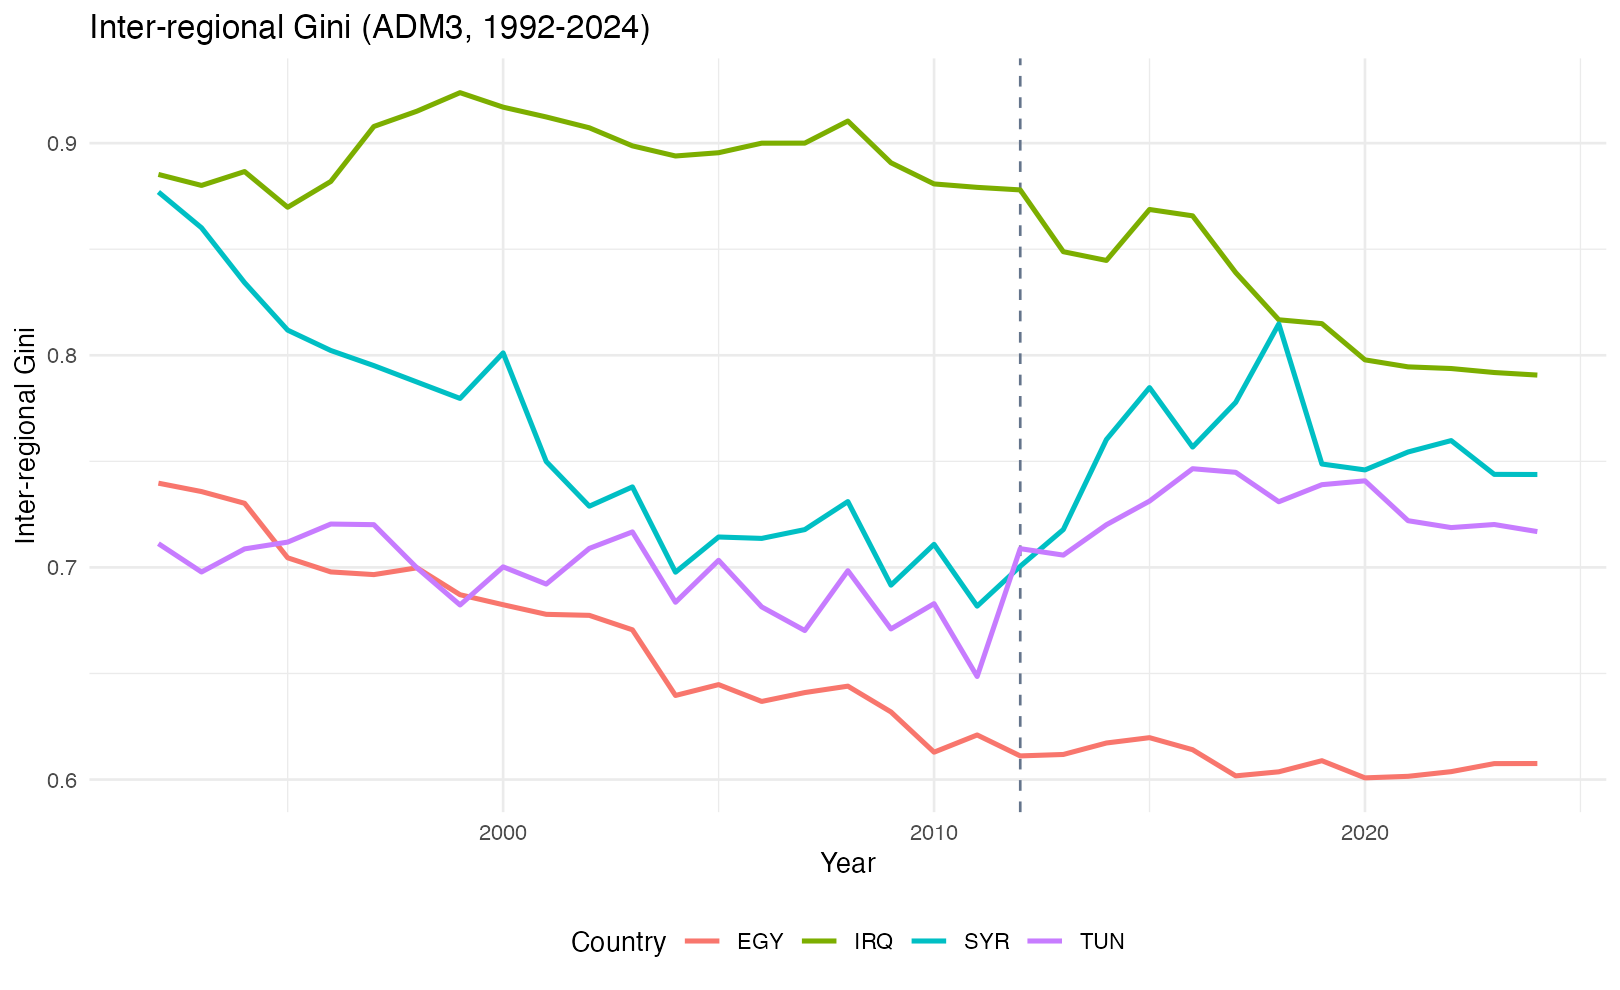 Inter-regional Gini (ADM3, 1992-2024)
Inter-regional Gini
0.9
0.8
0.7
0.6
2000 2010 2020
Year
Country EGY IRQ SYR TUN